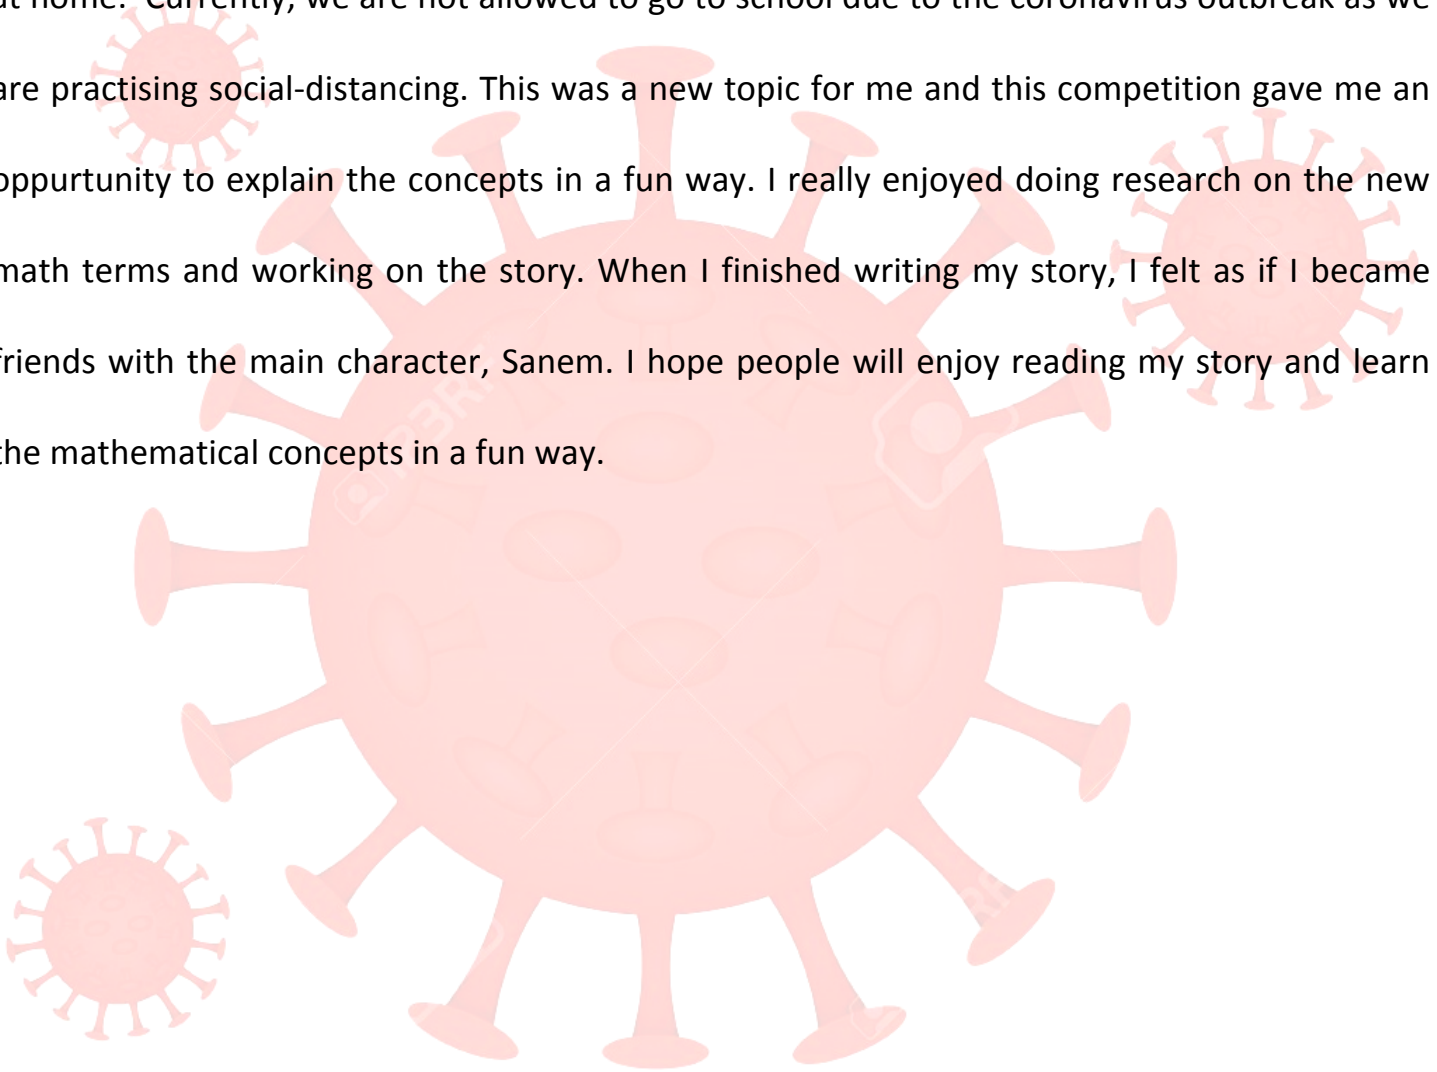 at home. Currently, we are not allowed to go to school due to the coronavirus outbreak as we
are practising social-distancing. This was a new topic for me and this competition gave me an
oppurtunity to explain the concepts in a fun way. I really enjoyed doing research on the new
math terms and working on the story. When I finished writing my story, I felt as if I became
friends with the main character, Sanem. I hope people will enjoy reading my story and learn
the mathematical concepts in a fun way.